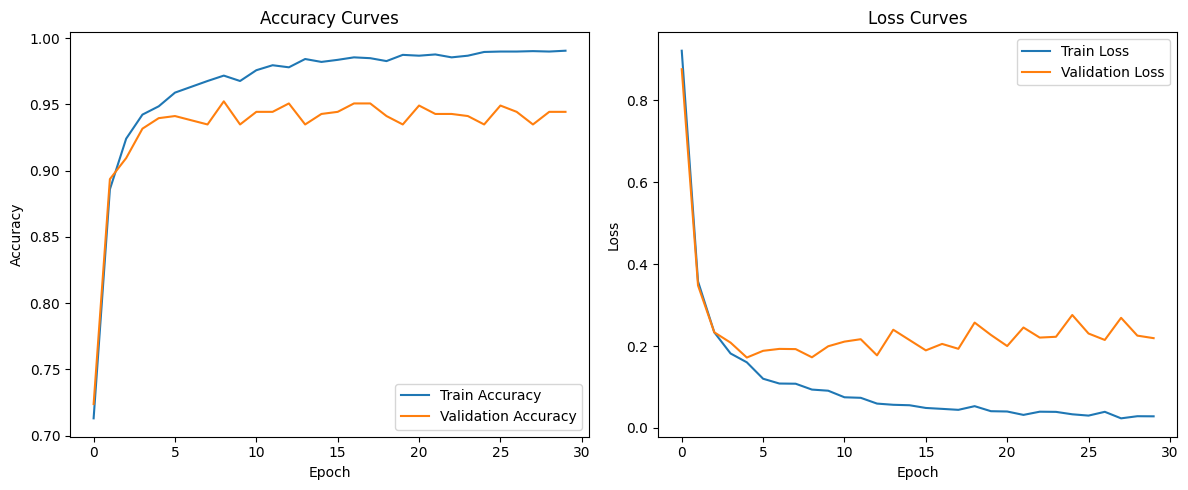 Accuracy Curves
1.00
0.95
0.90
0.85
0.80
0.75
0.70
Accuracy
0 5 10 15 20 25 30
Epoch
Train Accuracy
Validation Accuracy
Loss Curves
0.8
0.6
0.4
0.2
0.0
Loss
0 5 10 15 20 25 30
Epoch
Train Loss
Validation Loss